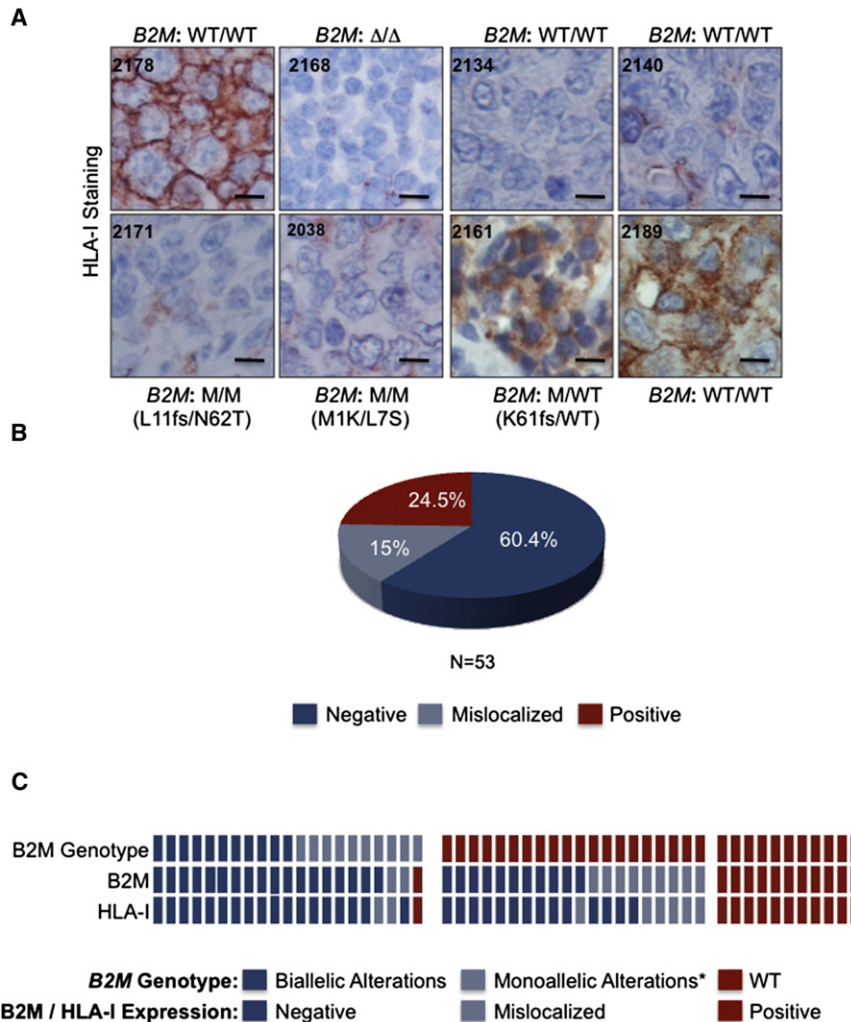 A
B2M: WT/WT
B2M: Δ/Δ
B2M: WT/WT
B2M: WT/WT
HLA-I Staining
2178
2168
2134
2140
2171
2038
2161
2189
B2M: M/M
(L11fs/N62T)
B2M: M/M
(M1K/L7S)
B2M: M/WT
(K61fs/WT)
B2M: WT/WT
B
24.5%
15%
60.4%
N=53
Negative
Mislocalized
Positive
C
B2M Genotype
B2M
HLA-I
B2M Genotype:
Biallelic Alterations
Monoallelic Alterations*
WT
B2M / HLA-I Expression:
Negative
Mislocalized
Positive